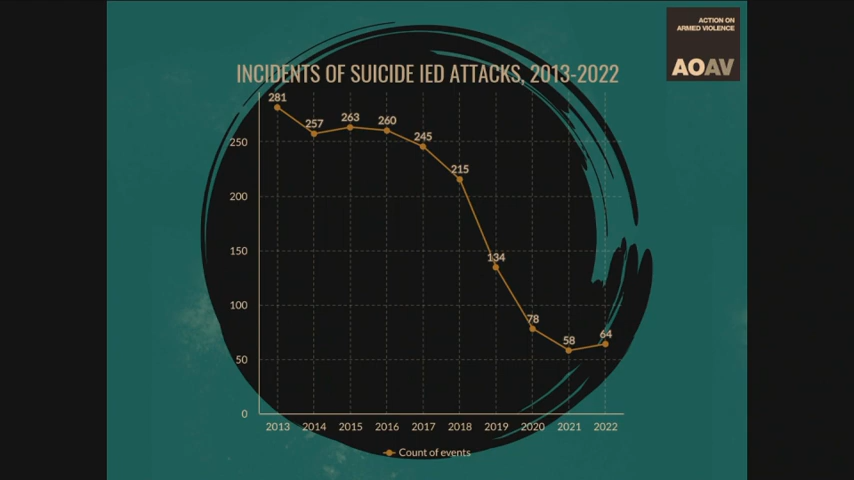 ACTION ON
ARMED VIOLENCE
AOAV
INCIDENTS OF SUICIDE IED ATTACKS, 2013-2022
281
257
263
260
245
215
134
78
58
64
250
200
150
100
50
0
2013 2014 2015 2016 2017 2018 2019 2020 2021 2022
Count of events